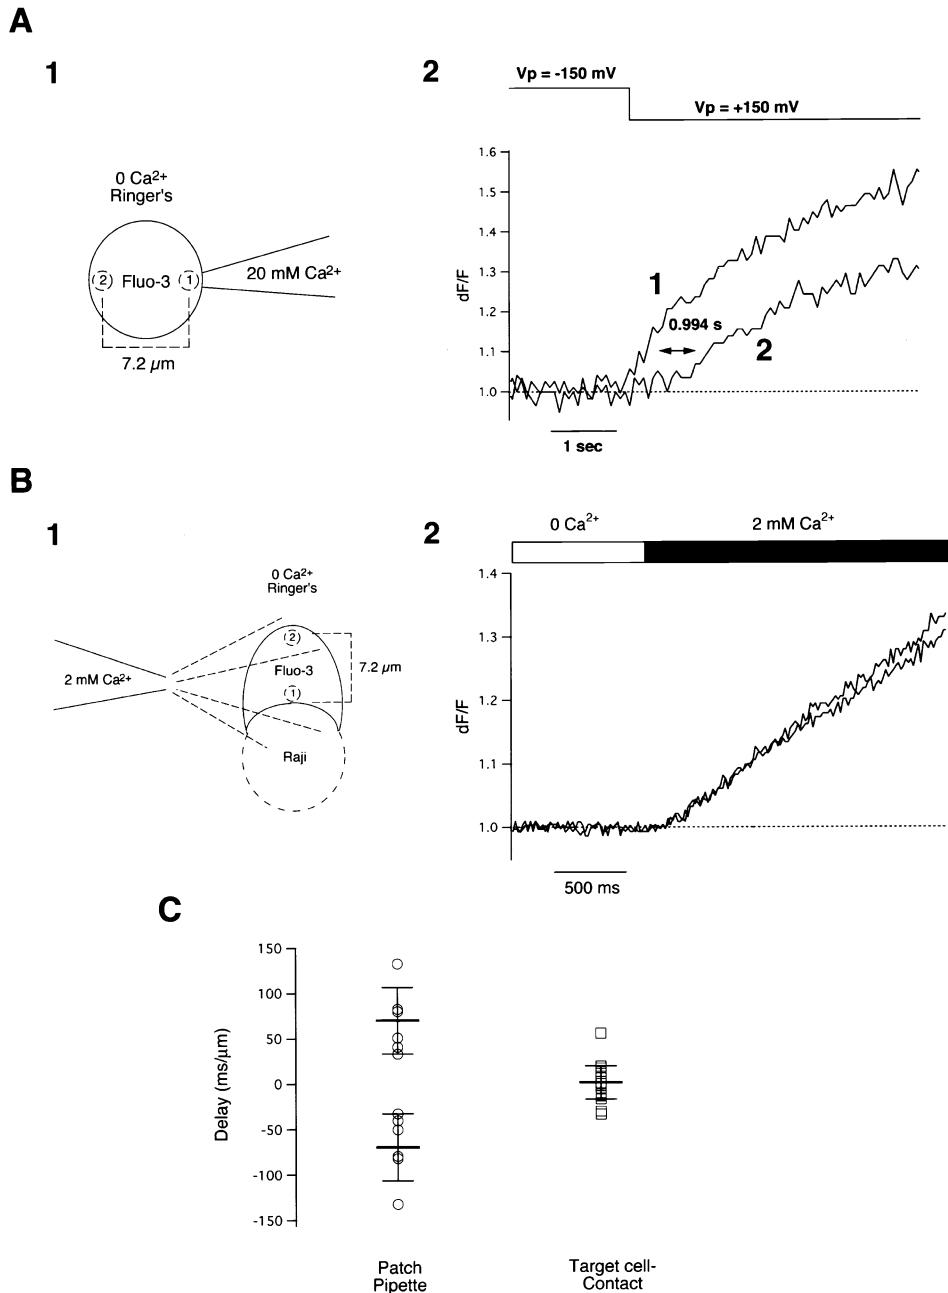 A
1
2
Vp = -150 mV
Vp = +150 mV
0 Ca2+
Ringer's
2
Fluo-3
1
20 mM Ca2+
7.2 µm
dF/F
1.6
1.5
1.4
1.3
1.2
1.1
1.0
1
0.994 s
2
1 sec
B
1
2
0 Ca2+
2 mM Ca2+
0 Ca2+
Ringer's
2
Fluo-3
7.2 µm
1
2 mM Ca2+
Raji
dF/F
1.4
1.3
1.2
1.1
1.0
500 ms
C
Delay (ms/µm)
150
100
50
0
-50
-100
-150
Patch
Pipette
Target cell-
Contact